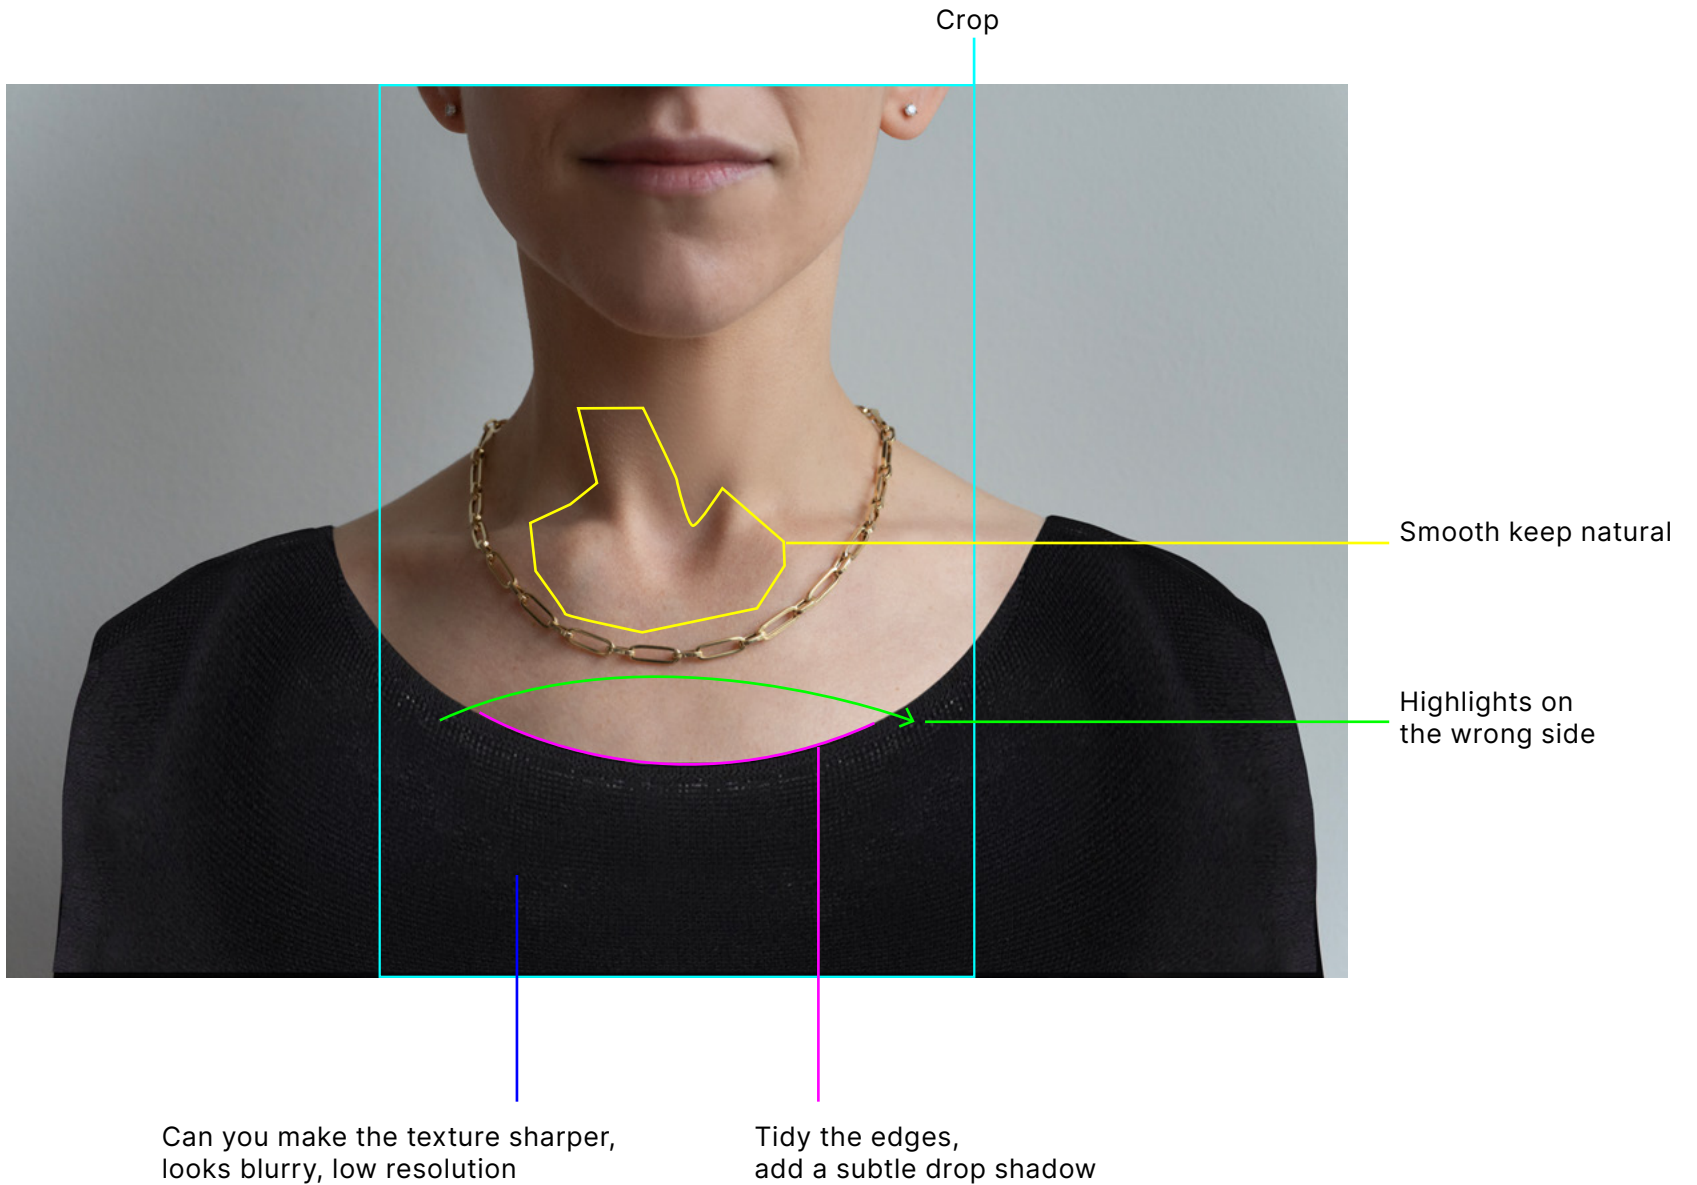 Crop
Smooth keep natural
Highlights on
the wrong side
Can you make the texture sharper,
looks blurry, low resolution
Tidy the edges,
add a subtle drop shadow